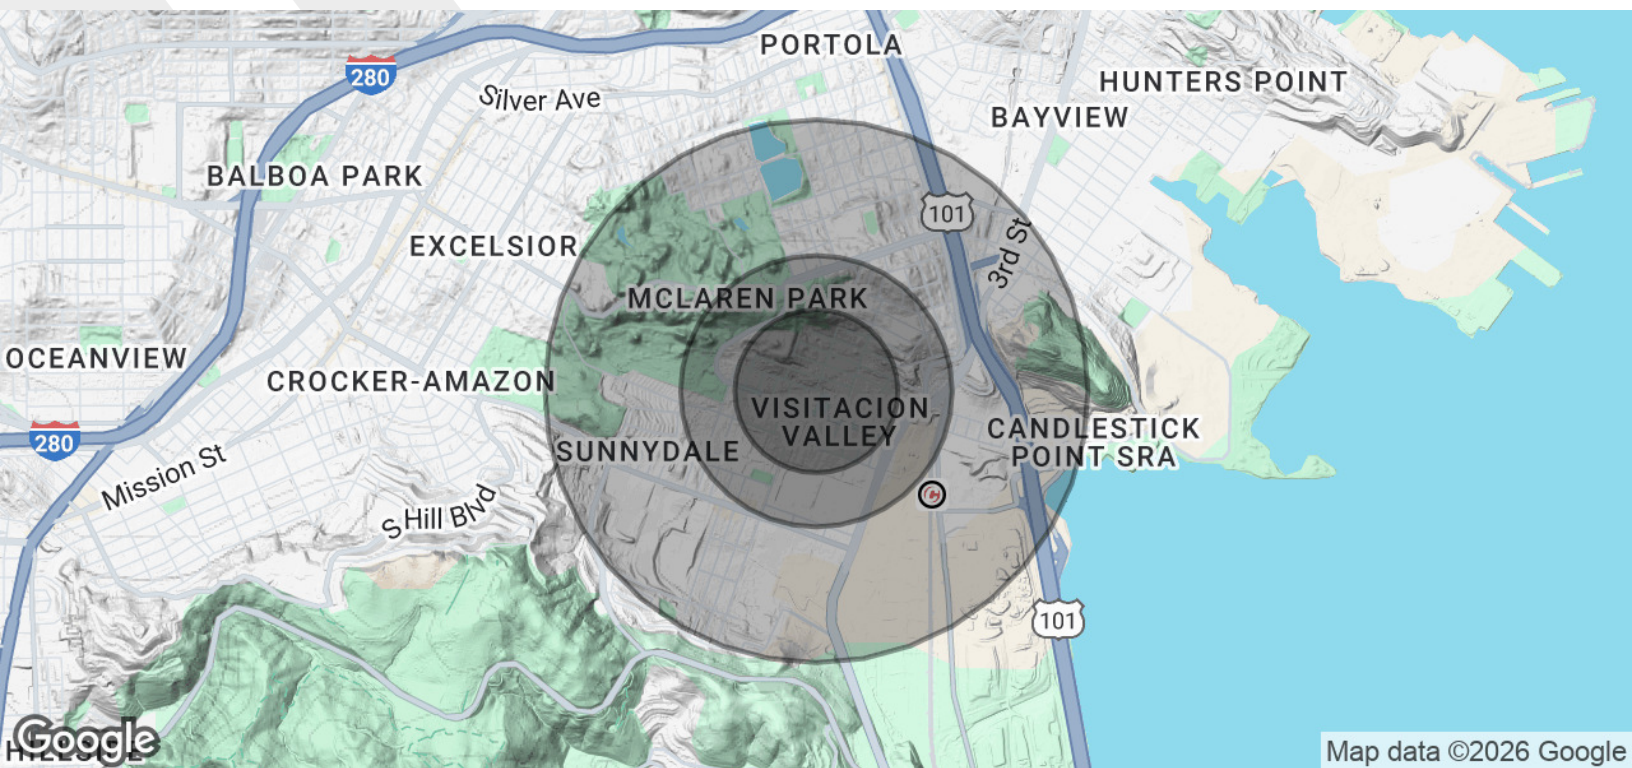 PORTOLA
280
HUNTERS POINT
Silver Ave
BAYVIEW
BALBOA PARK
101
EXCELSIOR
3rd St
MCLAREN PARK
OCEANVIEW
CROCKER-AMAZON
VISITACION
VALLEY
CANDLESTICK
POINT SRA
280
SUNNYDALE
Mission St
S Hill Blvd
101
Google
HILLSIDE
Map data ©2026 Google